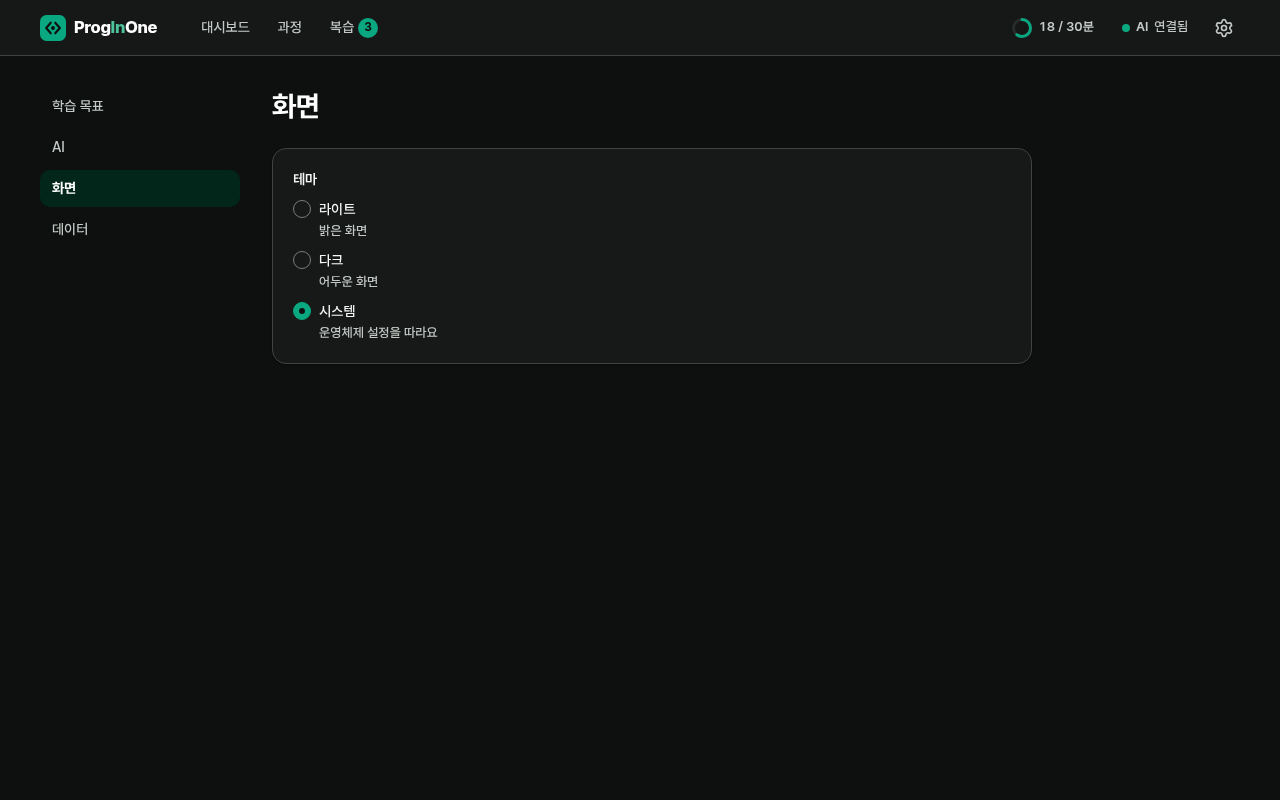 ProgInOne
대시보드
과정
복습 3
18 / 30분
AI 연결됨
학습 목표
AI
화면
데이터
화면
테마
라이트
밝은 화면
다크
어두운 화면
시스템
운영체제 설정을 따라요